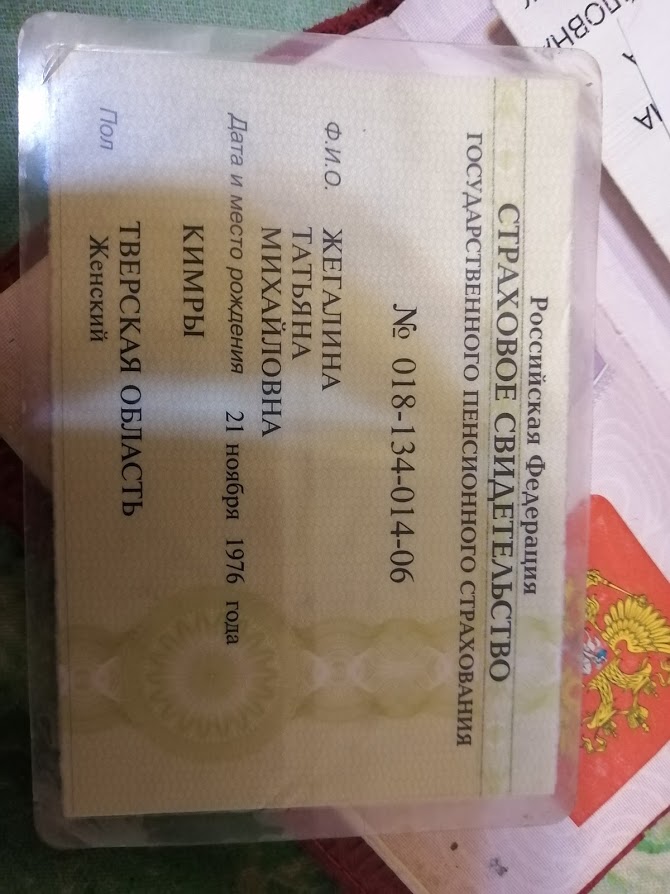 Российская Федерация
СТРАХОВОЕ СВИДЕТЕЛЬСТВО
ГОСУДАРСТВЕННОГО ПЕНСИОННОГО СТРАХОВАНИЯ
№ 018-134-014-06
Ф.И.О. ЖЕГАЛИНА
ТАТЬЯНА
МИХАЙЛОВНА
Дата и место рождения 21 ноября 1976 года
КИМРЫ
ТВЕРСКАЯ ОБЛАСТЬ
Пол Женский